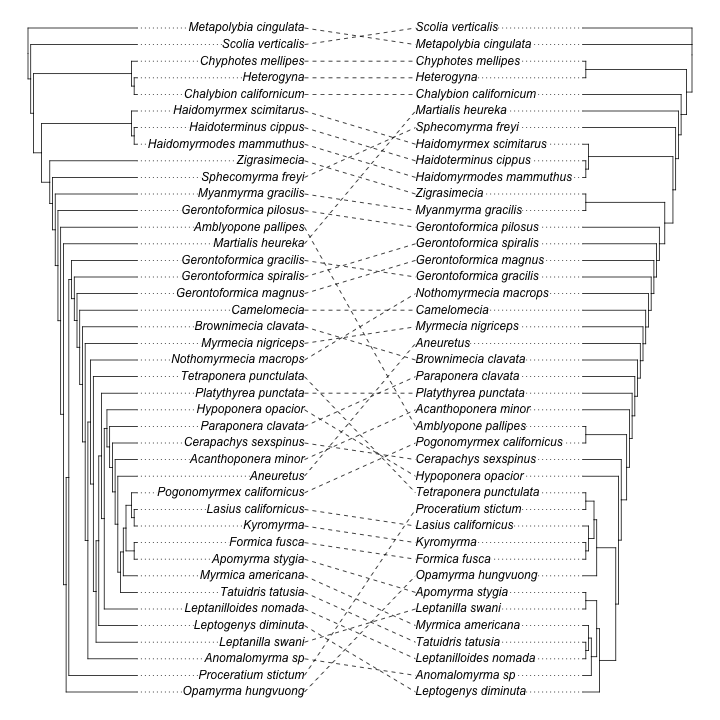 Metapolybia cingulata Scolia verticalis
Scolia verticalis Metapolybia cingulata
Chyphotes mellipes Chyphotes mellipes
Heterogyna Heterogyna
Chalybion californicum Chalybion californicum
Haidomyrmex scimitarus Martialis heureka
Haidoterminus cippus Sphecomyrma freyi
Haidomyrmodes mammuthus Haidomyrmex scimitarus
Zigrasimecia Haidoterminus cippus
Sphecomyrma freyi Haidomyrmodes mammuthus
Myanmyrma gracilis Zigrasimecia
Gerontoformica pilosus Myanmyrma gracilis
Amblyopone pallipes Gerontoformica pilosus
Martialis heureka Gerontoformica spiralis
Gerontoformica gracilis Gerontoformica magnus
Gerontoformica spiralis Gerontoformica gracilis
Gerontoformica magnus Nothomyrmecia macrops
Camelomecia Camelomecia
Brownimecia clavata Myrmecia nigriceps
Myrmecia nigriceps Aneuretus
Nothomyrmecia macrops Brownimecia clavata
Tetraponera punctulata Paraponera clavata
Platythyrea punctata Platythyrea punctata
Hypoponera opacior Acanthoponera minor
Paraponera clavata Amblyopone pallipes
Cerapachys sexspinus Pogonomyrmex californicus
Acanthoponera minor Cerapachys sexspinus
Aneuretus Hypoponera opacior
Pogonomyrmex californicus Tetraponera punctulata
Lasius californicus Proceratium stictum
Kyromyrma Lasius californicus
Formica fusca Kyromyrma
Apomyrma stygia Formica fusca
Myrmica americana Opamyrma hungvuong
Tatuidris tatusia Apomyrma stygia
Leptanilloides nomada Leptanilla swani
Leptogenys diminuta Myrmica americana
Leptanilla swani Tatuidris tatusia
Anomalomyrma sp Leptanilloides nomada
Proceratium stictum Anomalomyrma sp
Opamyrma hungvuong Leptogenys diminuta